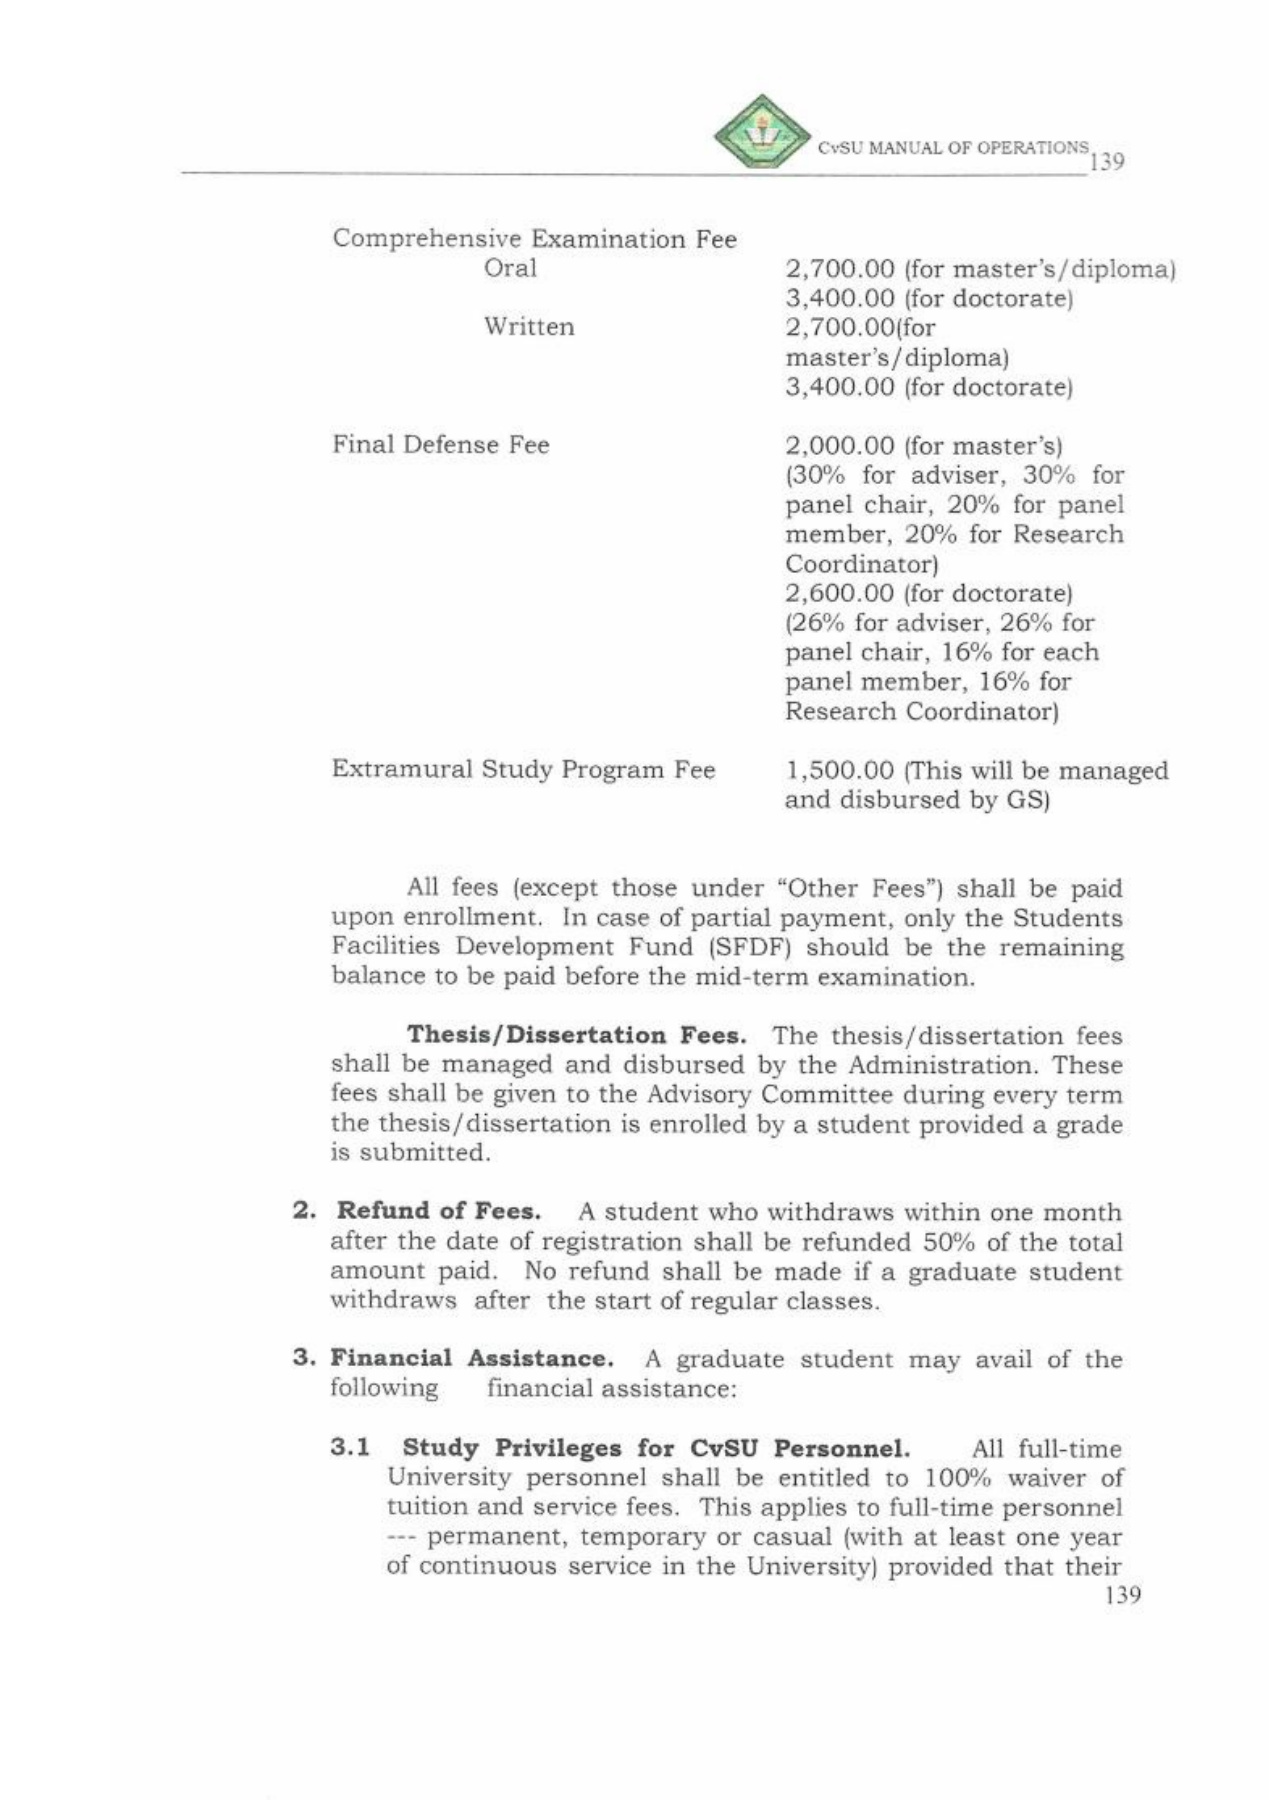 CvSU MANUAL OF OPERATIONS 139
Comprehensive Examination Fee
Oral 2,700.00 (for master's/diploma)
3,400.00 (for doctorate)
Written 2,700.00(for
master's/diploma)
3,400.00 (for doctorate)
Final Defense Fee 2,000.00 (for master's)
(30% for adviser, 30% for
panel chair, 20% for panel
member, 20% for Research
Coordinator)
2,600.00 (for doctorate)
(26% for adviser, 26% for
panel chair, 16% for each
panel member, 16% for
Research Coordinator)
Extramural Study Program Fee 1,500.00 (This will be managed
and disbursed by GS)
All fees (except those under “Other Fees”) shall be paid
upon enrollment. In case of partial payment, only the Students
Facilities Development Fund (SFDF) should be the remaining
balance to be paid before the mid-term examination.
Thesis/Dissertation Fees. The thesis/dissertation fees
shall be managed and disbursed by the Administration. These
fees shall be given to the Advisory Committee during every term
the thesis/dissertation is enrolled by a student provided a grade
is submitted.
2. Refund of Fees. A student who withdraws within one month
after the date of registration shall be refunded 50% of the total
amount paid. No refund shall be made if a graduate student
withdraws after the start of regular classes.
3. Financial Assistance. A graduate student may avail of the
following financial assistance:
3.1 Study Privileges for CvSU Personnel. All full-time
University personnel shall be entitled to 100% waiver of
tuition and service fees. This applies to full-time personnel
--- permanent, temporary or casual (with at least one year
of continuous service in the University) provided that their
139